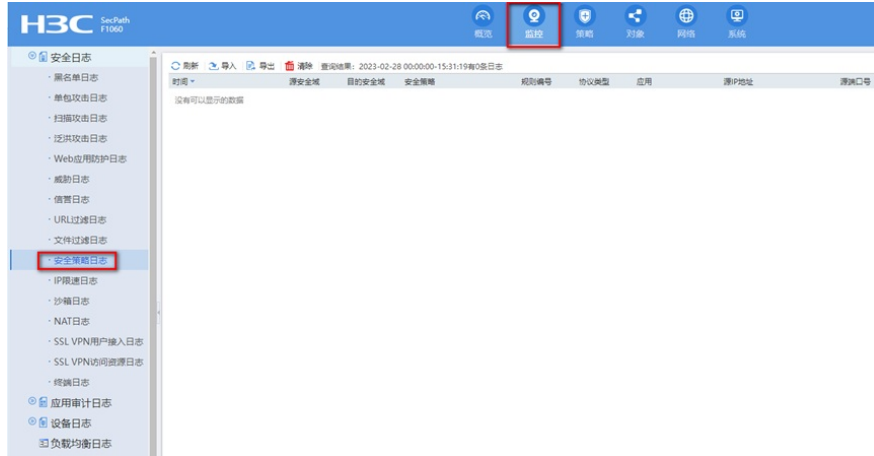 H3C SecPath F1060
概览 监控 策略 对象 网络 系统
安全日志
黑名单日志
单包攻击日志
扫描攻击日志
泛洪攻击日志
Web应用防护日志
威胁日志
信誉日志
URL过滤日志
文件过滤日志
安全策略日志
IP限速日志
沙箱日志
NAT日志
SSL VPN用户接入日志
SSL VPN访问资源日志
终端日志
应用审计日志
设备日志
负载均衡日志
刷新 导入 导出 清除 查询结果：2023-02-28 00:00:00-15:31:19有0条日志
时间 源安全域 目的安全域 安全策略 规则编号 协议类型 应用 源IP地址 源端口号
没有可以显示的数据